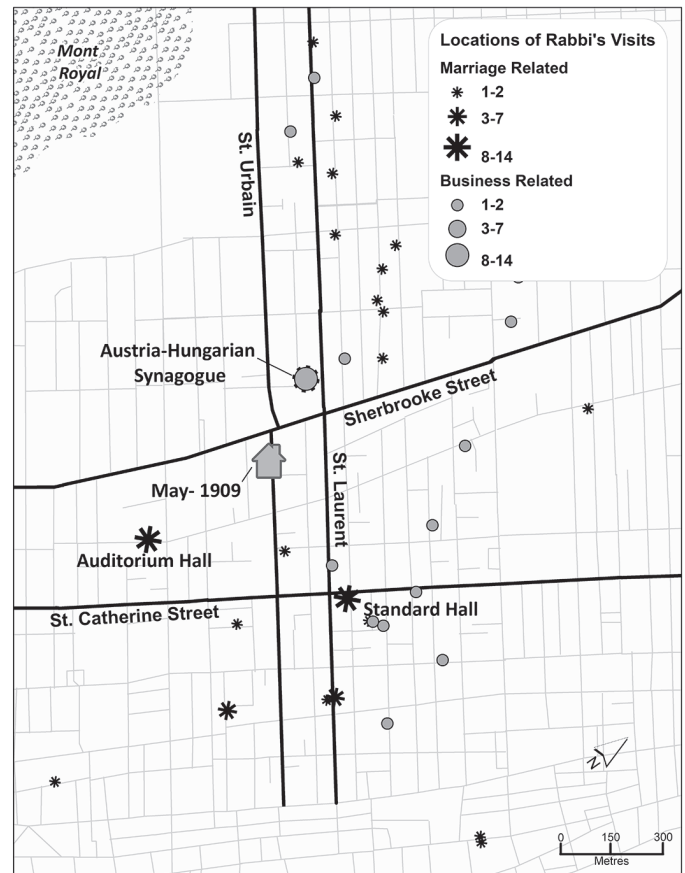 Mont
Royal
Locations of Rabbi's Visits
Marriage Related
1-2
3-7
8-14
Business Related
1-2
3-7
8-14
St. Urbain
Austria-Hungarian
Synagogue
Sherbrooke Street
May- 1909
St. Laurent
Auditorium Hall
Standard Hall
St. Catherine Street
N
0 150 300
Metres